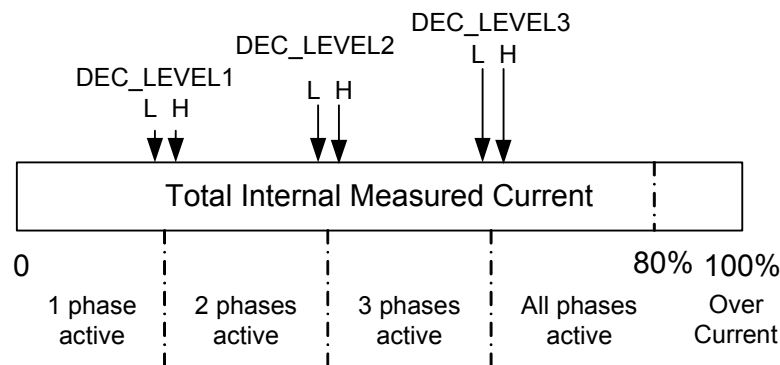 DEC_LEVEL1
L H
DEC_LEVEL2
L H
DEC_LEVEL3
L H
Total Internal Measured Current
0
80% 100%
1 phase
active
2 phases
active
3 phases
active
All phases
active
Over
Current